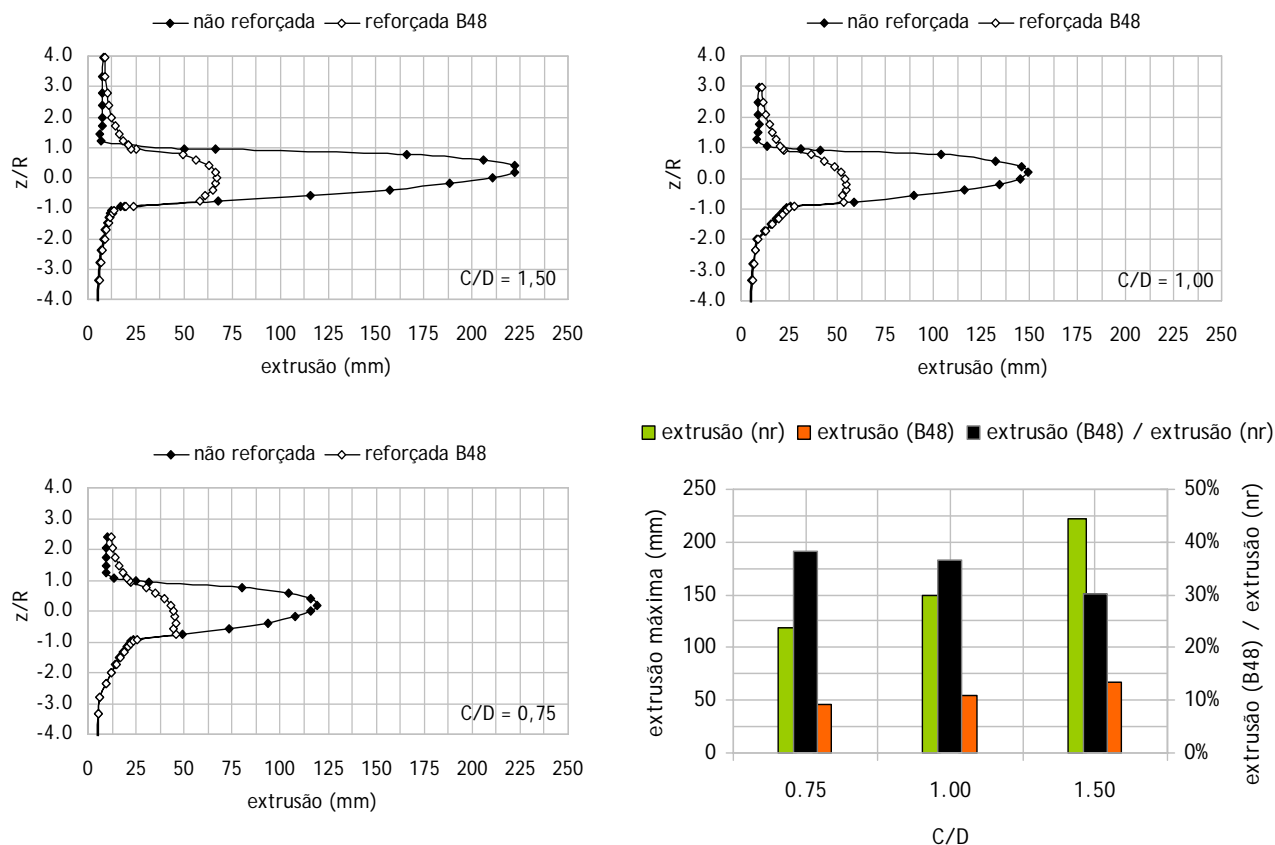 não reforçada reforçada B48
4.0
3.0
2.0
1.0
0.0
-1.0
-2.0
-3.0
-4.0
z/R
C/D = 1,50
0 25 50 75 100 125 150 175 200 225 250
extrusão (mm)
não reforçada reforçada B48
4.0
3.0
2.0
1.0
0.0
-1.0
-2.0
-3.0
-4.0
z/R
C/D = 1,00
0 25 50 75 100 125 150 175 200 225 250
extrusão (mm)
não reforçada reforçada B48
4.0
3.0
2.0
1.0
0.0
-1.0
-2.0
-3.0
-4.0
z/R
C/D = 0,75
0 25 50 75 100 125 150 175 200 225 250
extrusão (mm)
extrusão (nr) extrusão (B48) extrusão (B48) / extrusão (nr)
250
200
150
100
50
0
extrusão máxima (mm)
50%
40%
30%
20%
10%
0%
extrusão (B48) / extrusão (nr)
0.75 1.00 1.50
C/D